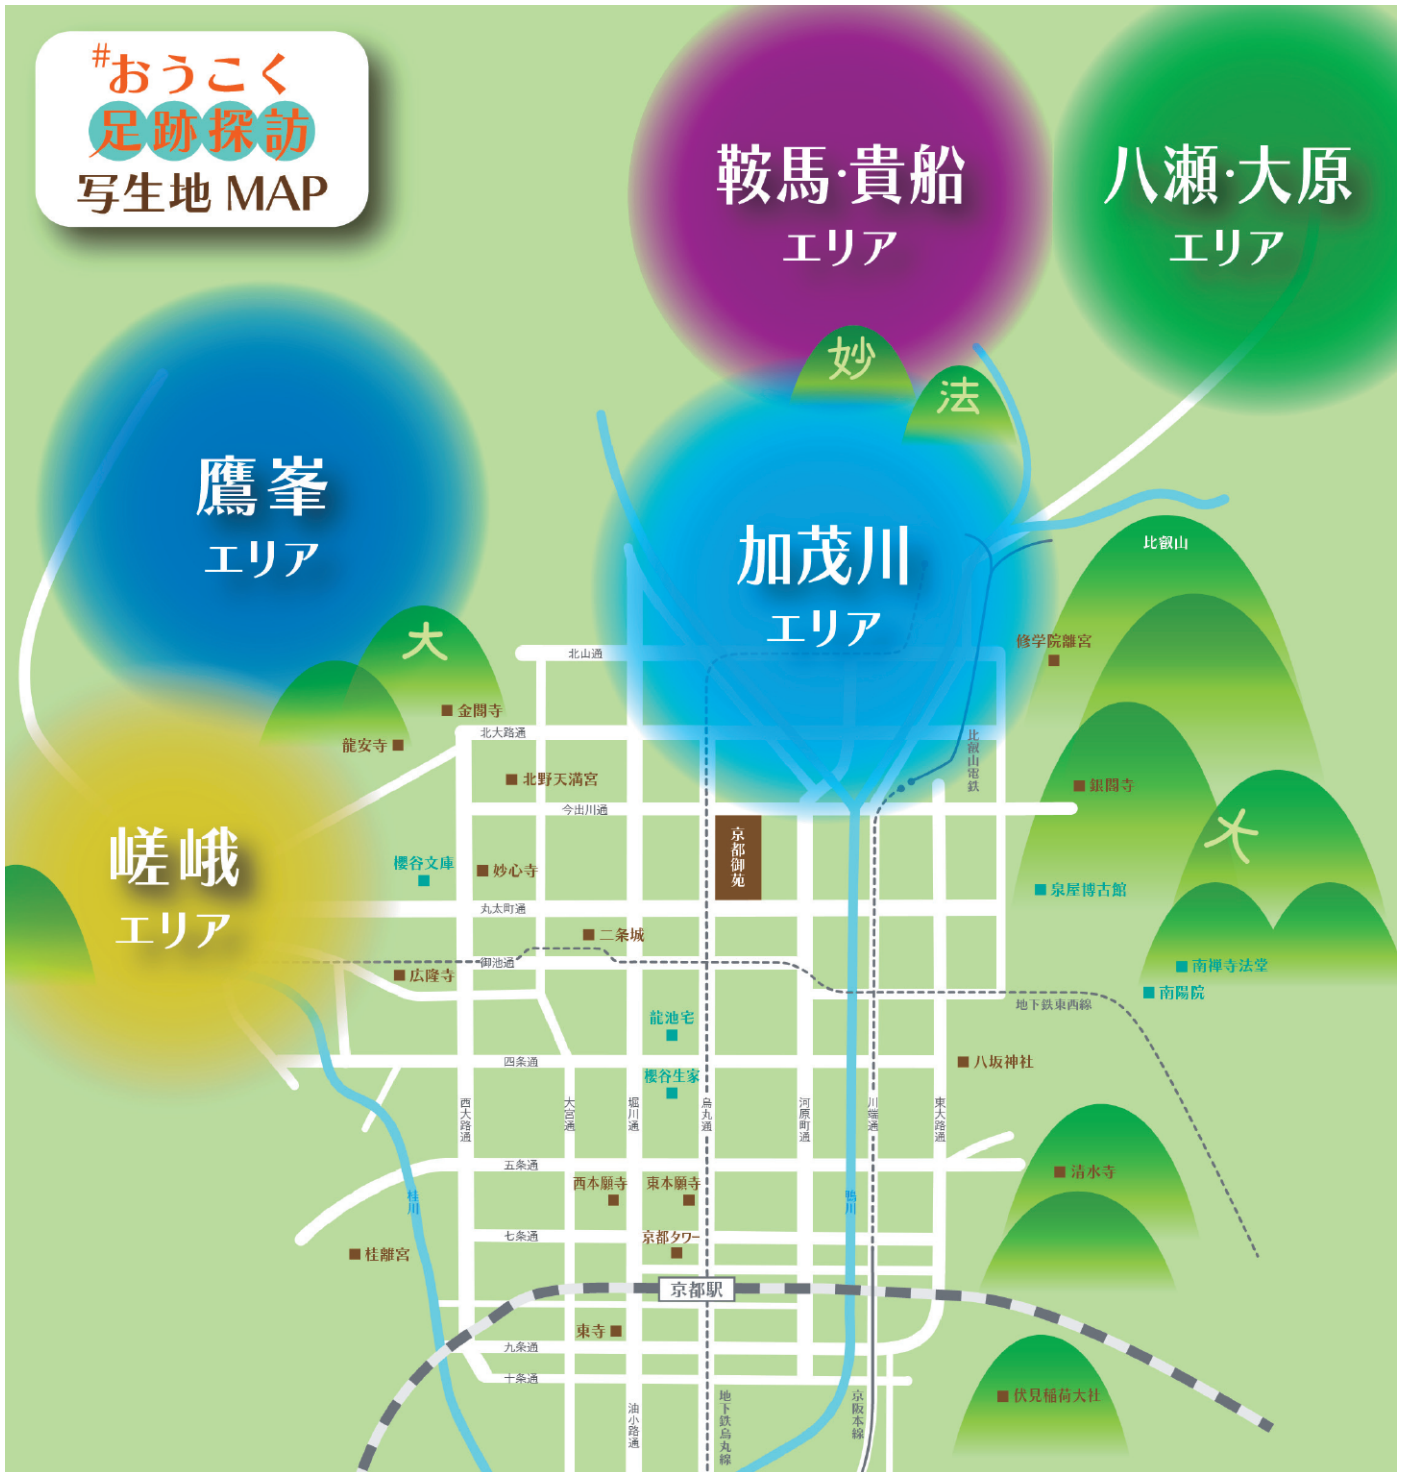 #おうこく
足跡探訪
写生地 MAP
鞍馬・貴船
エリア
八瀬・大原
エリア
妙
法
鷹峯
エリア
加茂川
エリア
比叡山
大
修学院離宮
北山通
金閣寺
北大路通
龍安寺
比叡山電鉄
北野天満宮
銀閣寺
今出川通
大
京都御苑
嵯峨
エリア
櫻谷文庫
妙心寺
泉屋博古館
丸太町通
二条城
御池通
広隆寺
南禅寺法堂
南陽院
地下鉄東西線
龍池宅
四条通
八坂神社
櫻谷生家
西大路通
大宮通
堀川通
烏丸通
河原町通
川端通
東大路通
五条通
清水寺
西本願寺
東本願寺
桂川
鴨川
七条通
京都タワー
桂離宮
京都駅
東寺
九条通
十条通
伏見稲荷大社
油小路通
地下鉄烏丸線
京阪本線